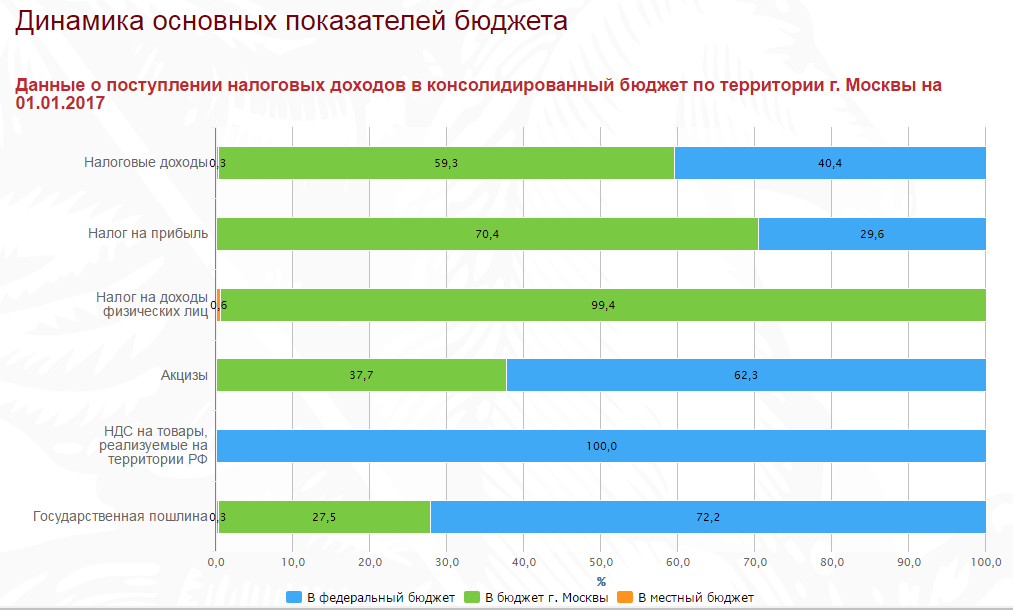 Динамика основных показателей бюджета
Данные о поступлении налоговых доходов в консолидированный бюджет по территории г. Москвы на
01.01.2017
Налоговые доходы 0,3 59,3 40,4
Налог на прибыль 70,4 29,6
Налог на доходы
физических лиц 0,6 99,4
Акцизы 37,7 62,3
НДС на товары,
реализуемые на
территории РФ 100,0
Государственная пошлина 0,3 27,5 72,2
0,0 10,0 20,0 30,0 40,0 50,0 60,0 70,0 80,0 90,0 100,0
%
В федеральный бюджет В бюджет г. Москвы В местный бюджет